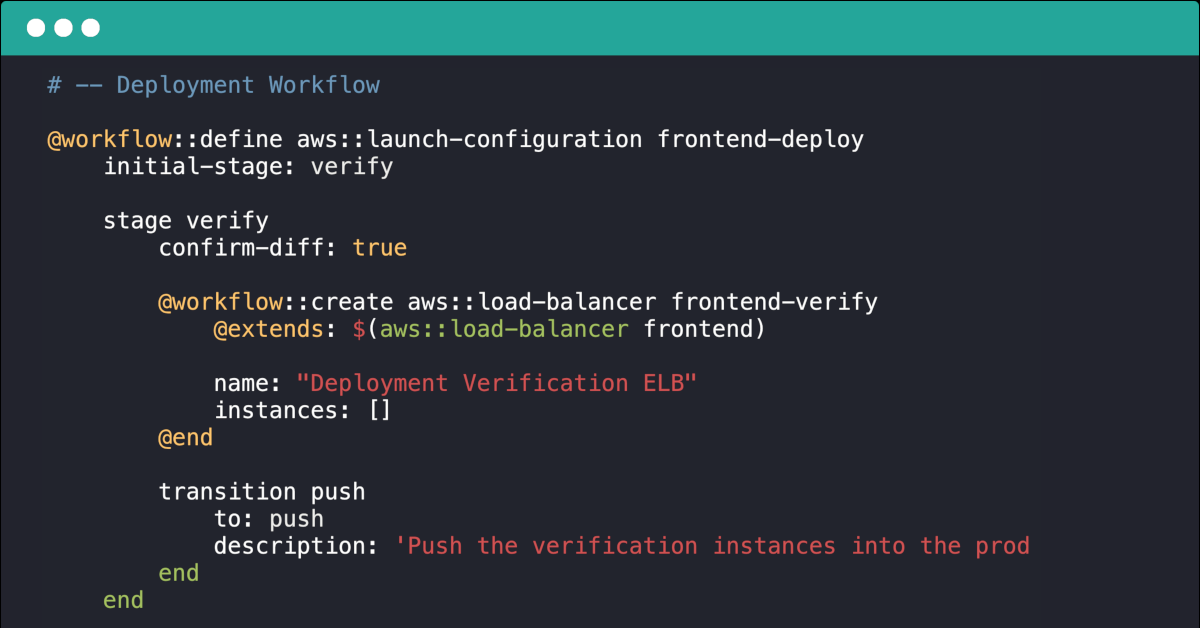 # -- Deployment Workflow
@workflow::define aws::launch-configuration frontend-deploy
initial-stage: verify
stage verify
confirm-diff: true
@workflow::create aws::load-balancer frontend-verify
@extends: $(aws::load-balancer frontend)
name: "Deployment Verification ELB"
instances: []
@end
transition push
to: push
description: 'Push the verification instances into the prod
end
end